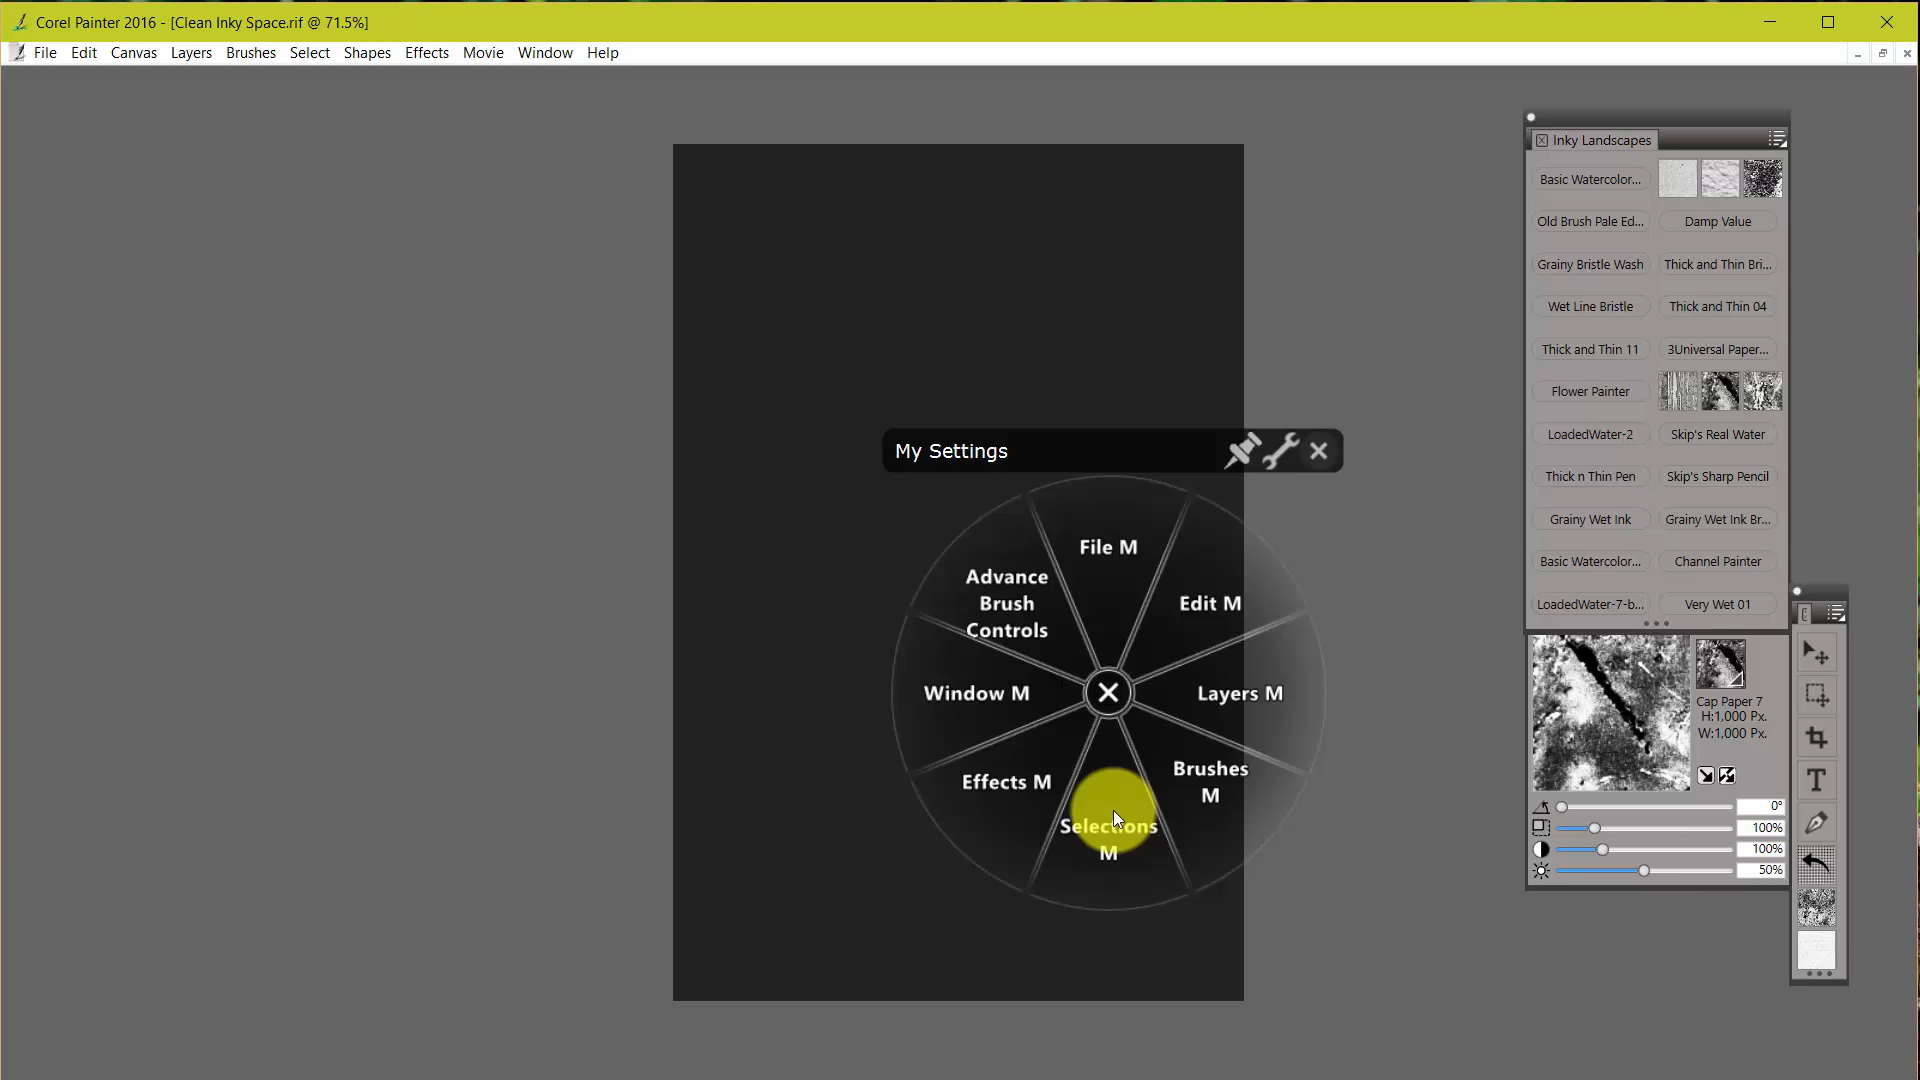 Corel Painter 2016 - [Clean Inky Space.rif @ 71.5%]
File Edit Canvas Layers Brushes Select Shapes Effects Movie Window Help
Inky Landscapes
Basic Watercolor...
Old Brush Pale Ed... Damp Value
Grainy Bristle Wash Thick and Thin Bri...
Wet Line Bristle Thick and Thin 04
Thick and Thin 11 3Universal Paper...
Flower Painter
LoadedWater-2 Skip's Real Water
Thick n Thin Pen Skip's Sharp Pencil
Grainy Wet Ink Grainy Wet Ink Br...
Basic Watercolor... Channel Painter
LoadedWater-7-b... Very Wet 01
My Settings
File M
Advance
Brush
Controls
Edit M
Window M
Layers M
Effects M
Brushes
M
Selections
M
Cap Paper 7
H:1,000 Px.
W:1,000 Px.
0°
100%
100%
50%
T